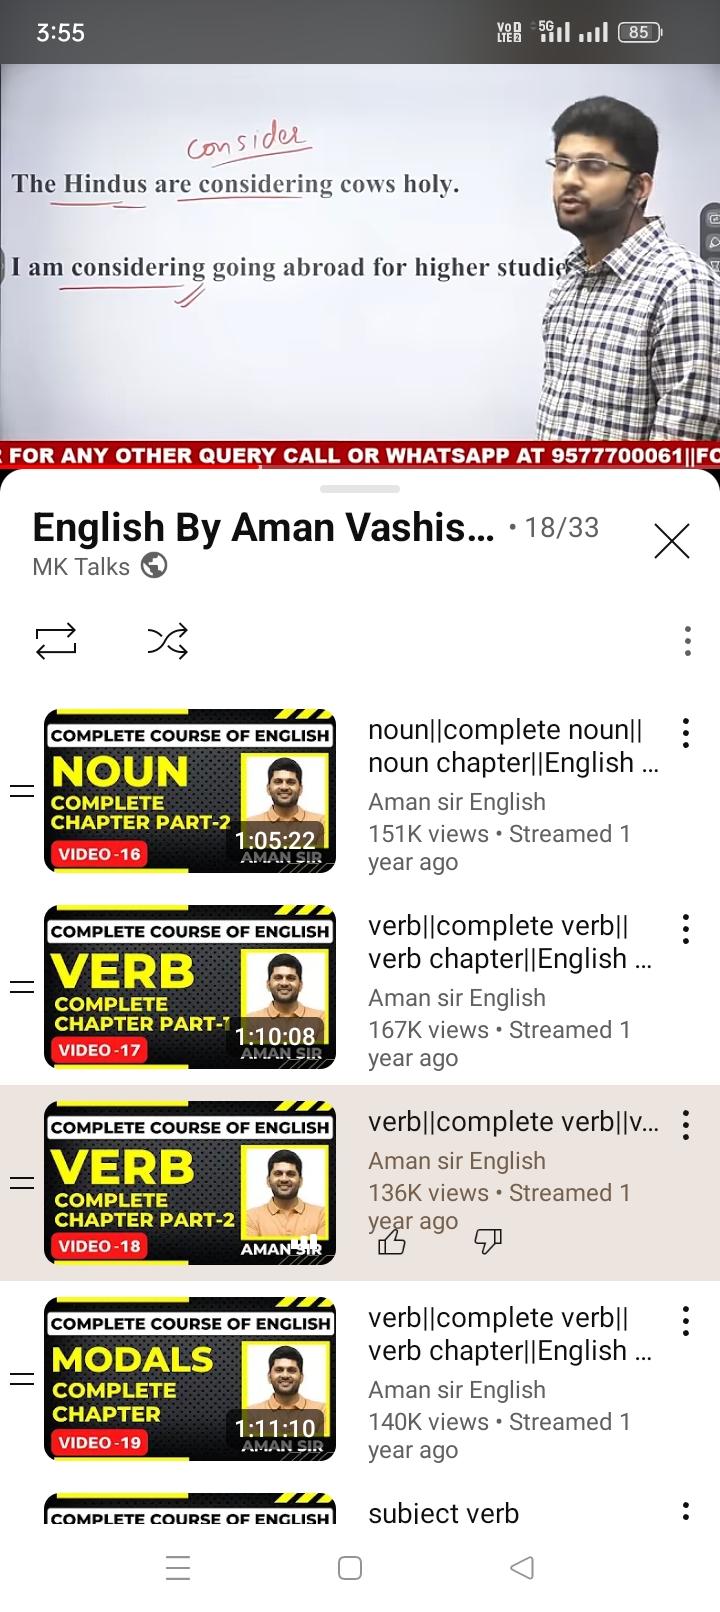 3:55
VoD
LTE2
5G
85
consider
The Hindus are considering cows holy.
I am considering going abroad for higher studie
FOR ANY OTHER QUERY CALL OR WHATSAPP AT 9577700061||FO
English By Aman Vashis... • 18/33
MK Talks
COMPLETE COURSE OF ENGLISH
NOUN
COMPLETE
CHAPTER PART-2
VIDEO -16
1:05:22
AMAN SIR
noun||complete noun||
noun chapter||English ...
Aman sir English
151K views • Streamed 1
year ago
COMPLETE COURSE OF ENGLISH
VERB
COMPLETE
CHAPTER PART-1
VIDEO -17
1:10:08
AMAN SIR
verb||complete verb||
verb chapter||English ...
Aman sir English
167K views • Streamed 1
year ago
COMPLETE COURSE OF ENGLISH
VERB
COMPLETE
CHAPTER PART-2
VIDEO -18
AMAN SIR
verb||complete verb||v...
Aman sir English
136K views • Streamed 1
year ago
COMPLETE COURSE OF ENGLISH
MODALS
COMPLETE
CHAPTER
VIDEO -19
1:11:10
AMAN SIR
verb||complete verb||
verb chapter||English ...
Aman sir English
140K views • Streamed 1
year ago
COMPLETE COURSE OF ENGLISH
subject verb